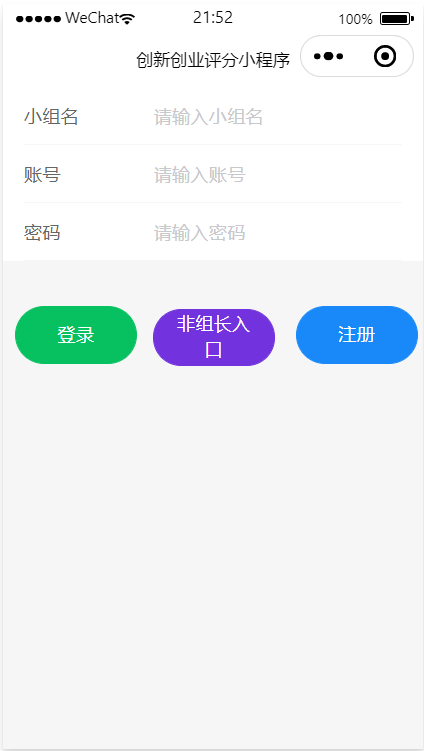 WeChat 21:52 100%
创新创业评分小程序
小组名 请输入小组名
账号 请输入账号
密码 请输入密码
登录 非组长入口 注册